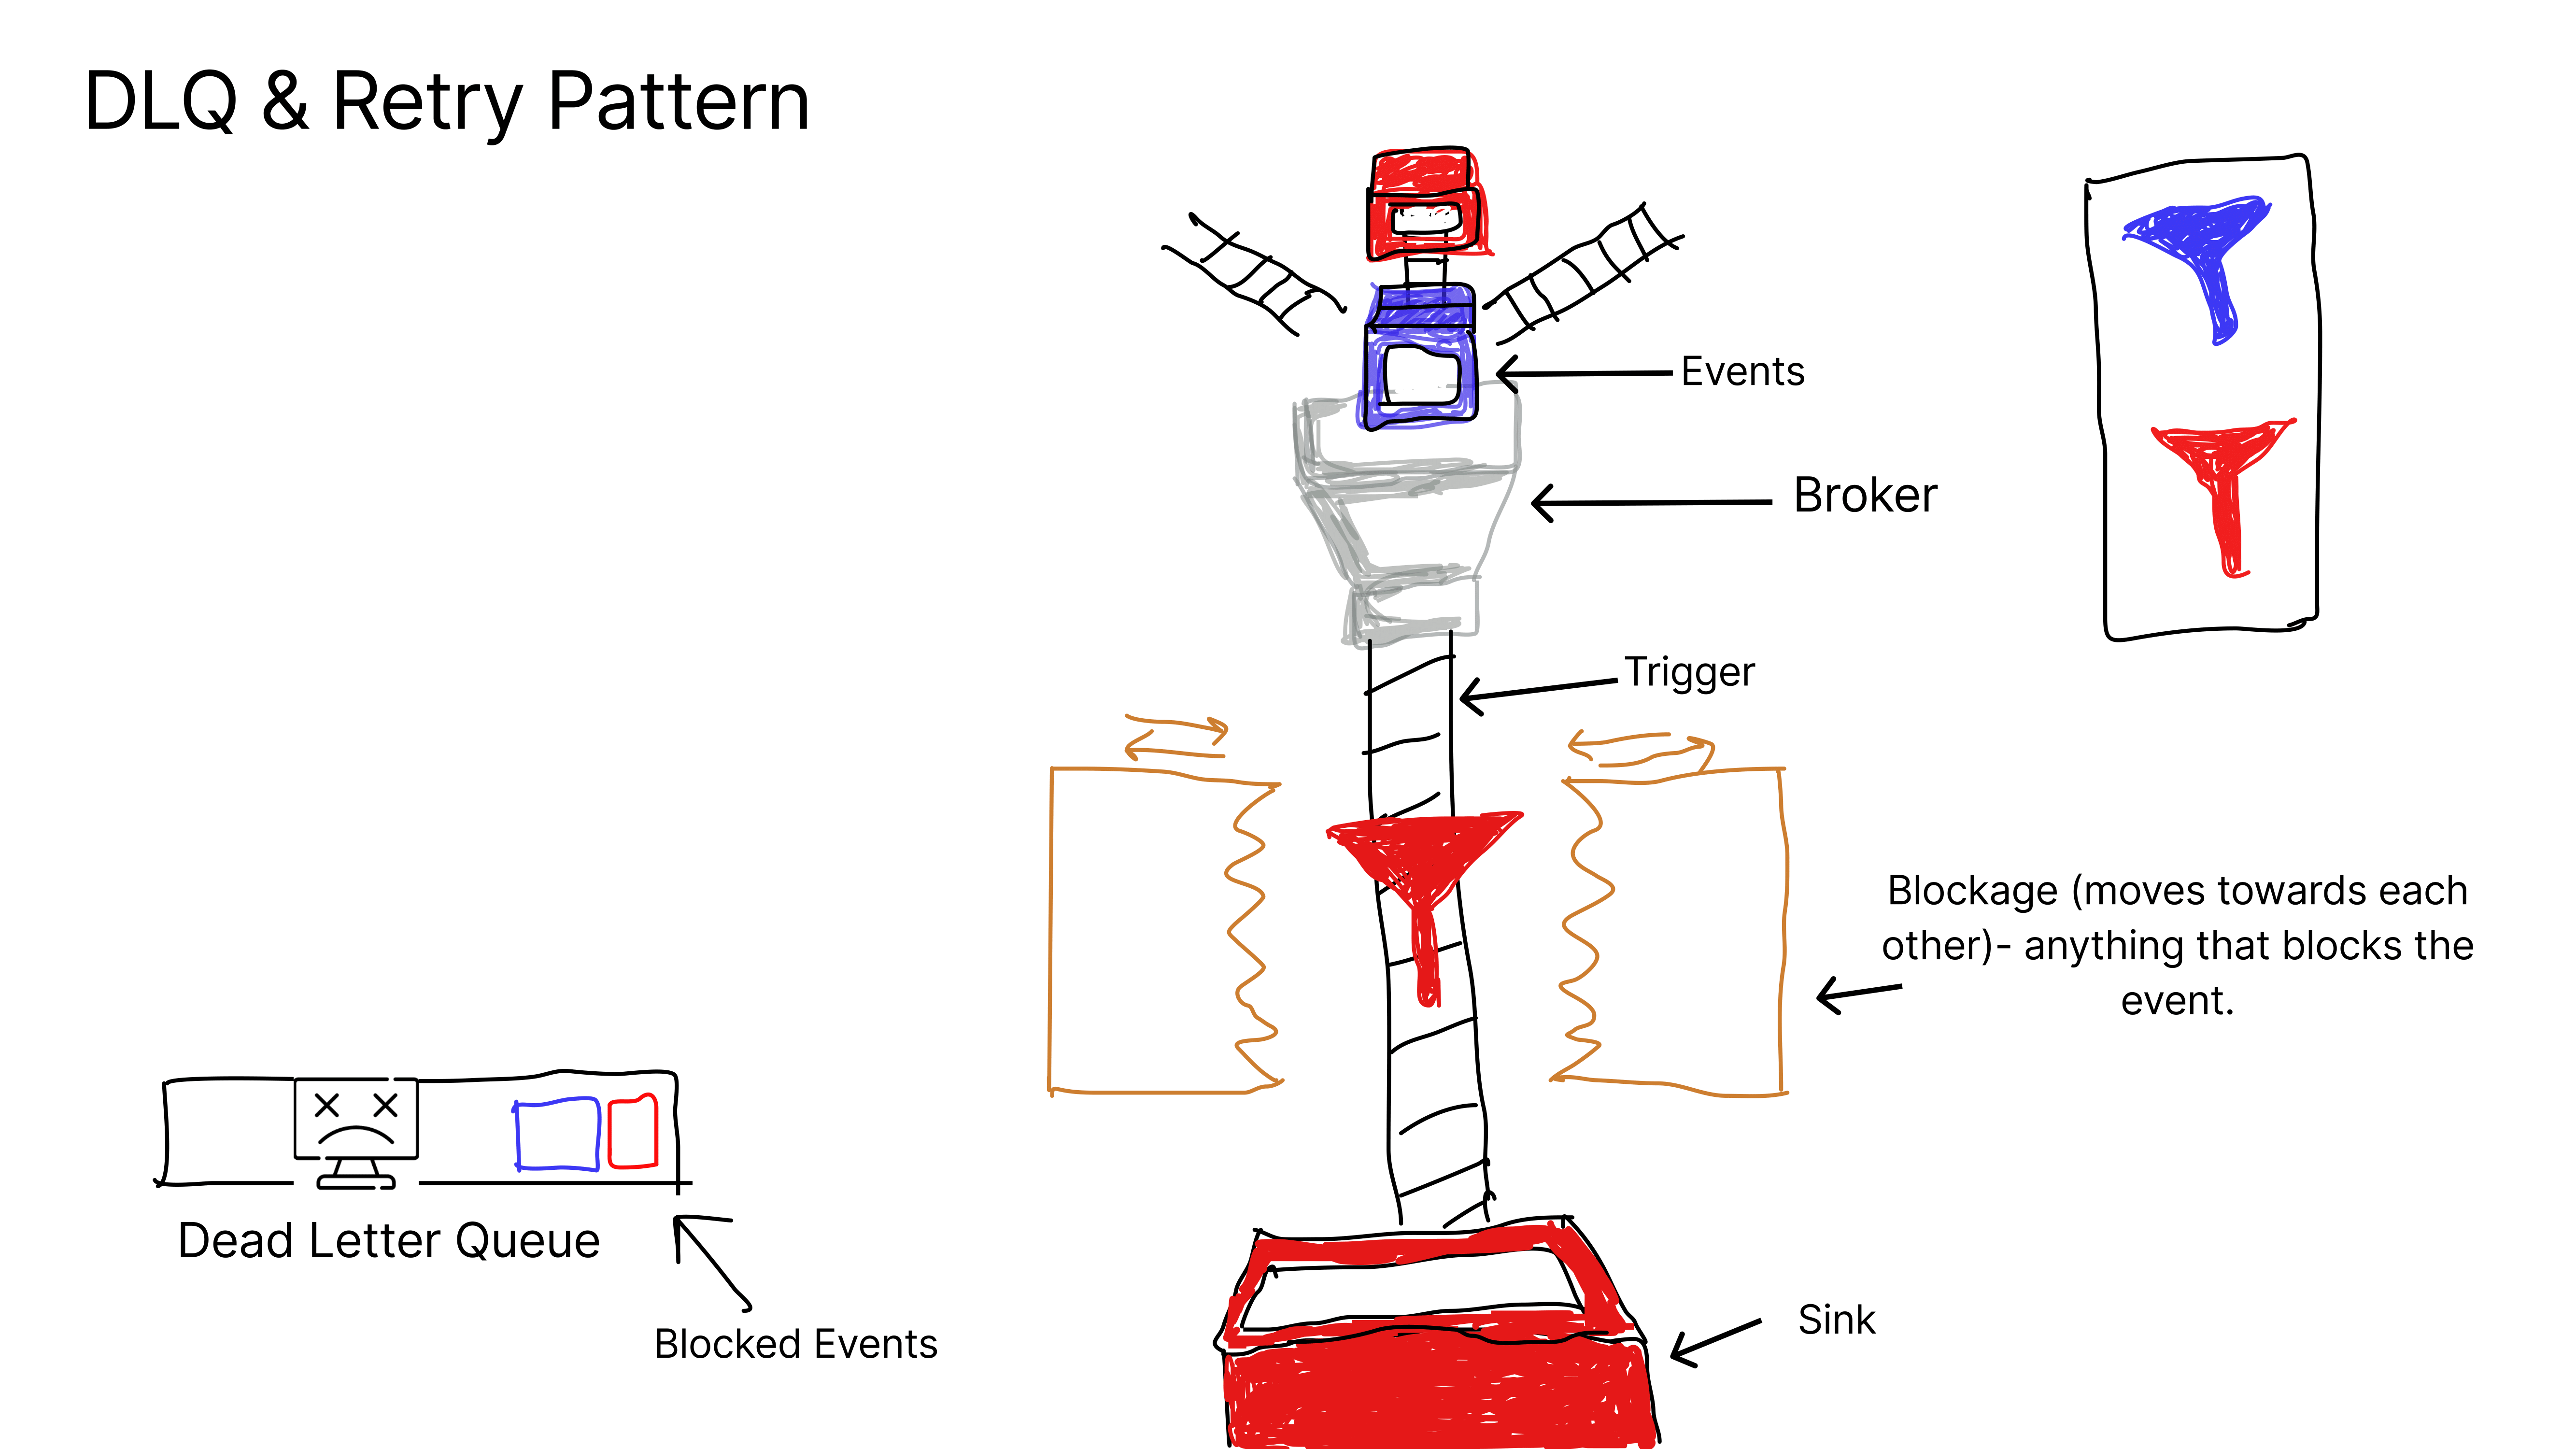 DLQ & Retry Pattern
Events
Broker
Trigger
Blockage (moves towards each
other)- anything that blocks the
event.
Dead Letter Queue
Blocked Events
Sink